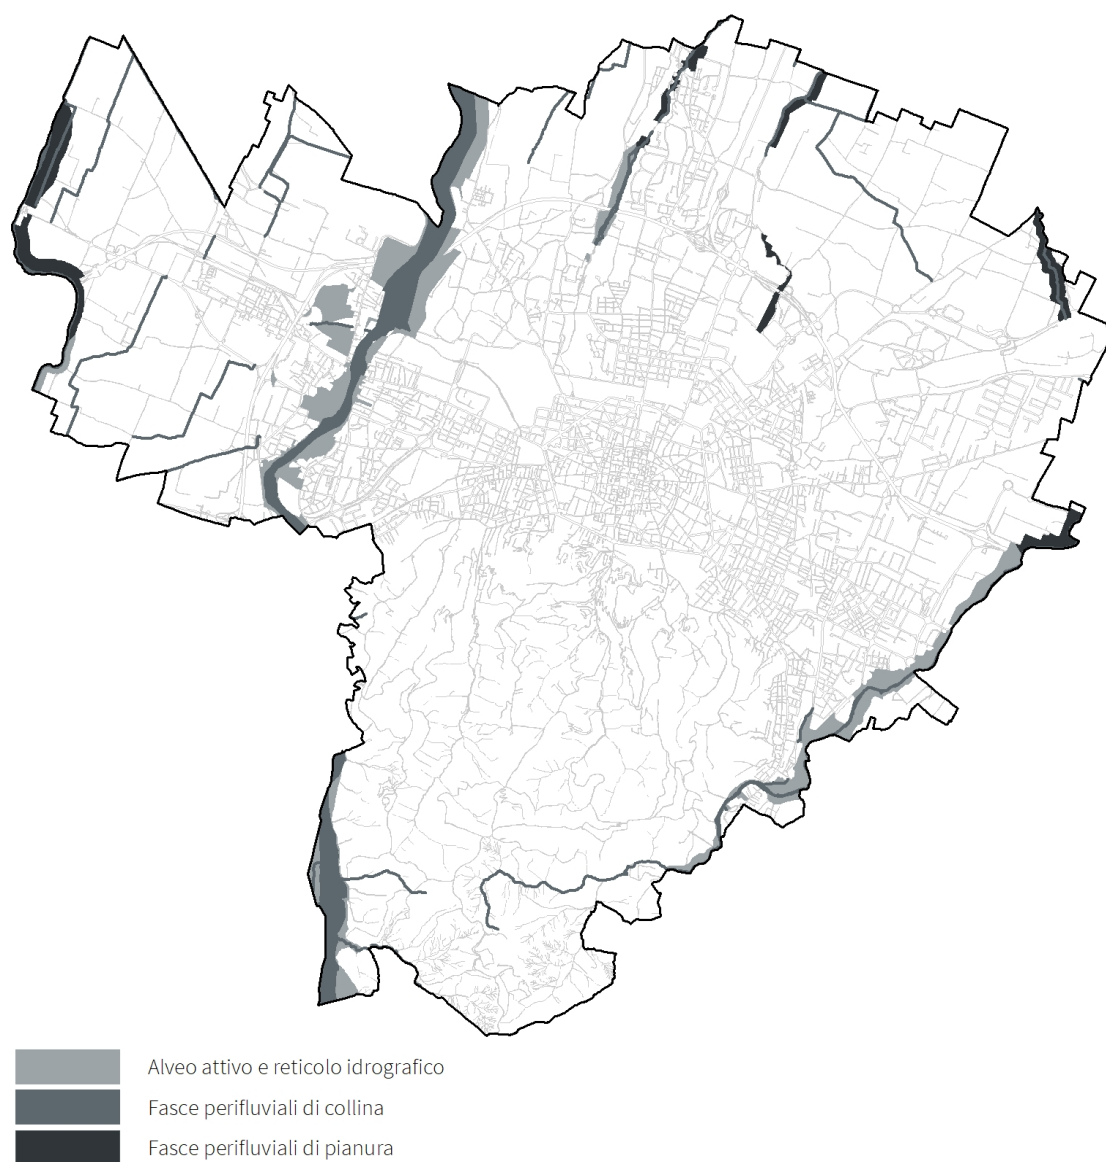 Alveo attivo e reticolo idrografico
Fasce perifluviali di collina
Fasce perifluviali di pianura